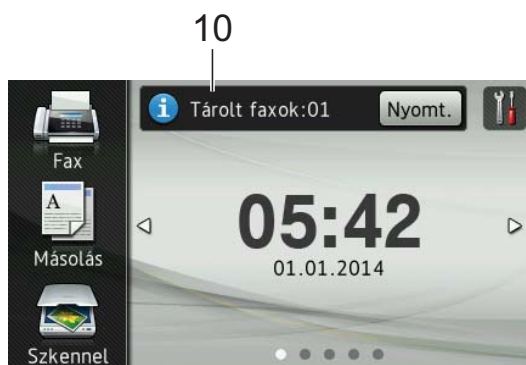 10
Tárolt faxok:01 Nyomt.
Fax
A
Másolás
05:42
01.01.2014
Szkennel